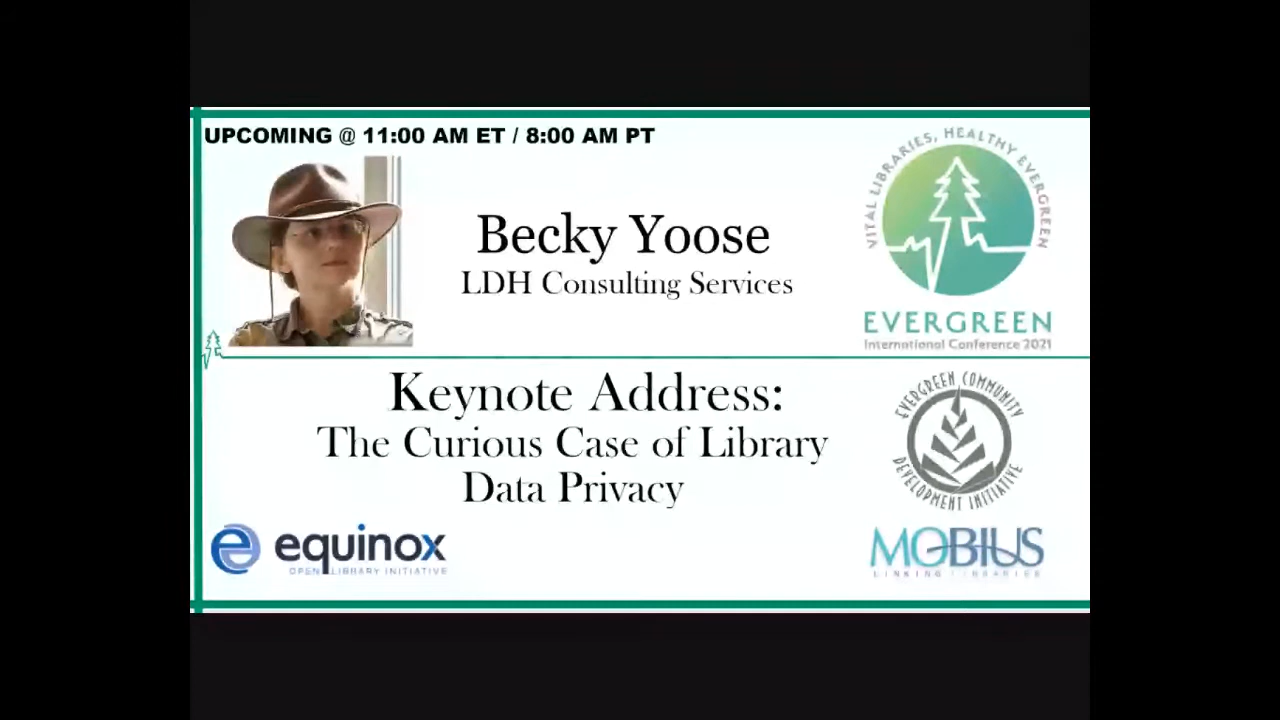 UPCOMING @ 11:00 AM ET / 8:00 AM PT
Becky Yoose
LDH Consulting Services
VITAL LIBRARIES, HEALTHY EVERGREEN
EVERGREEN
International Conference 2021
Keynote Address:
The Curious Case of Library
Data Privacy
EVERGREEN COMMUNITY
DEVELOPMENT INITIATIVE
equinox
OPEN LIBRARY INITIATIVE
MOBIUS
LINKING LIBRARIES